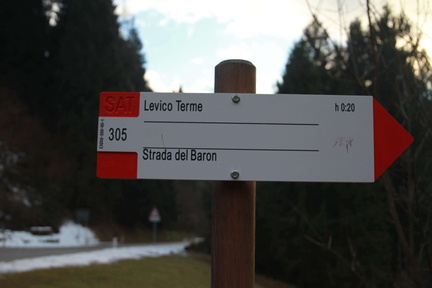 SAT
305
Levico Terme h 0:20
Strada del Baron